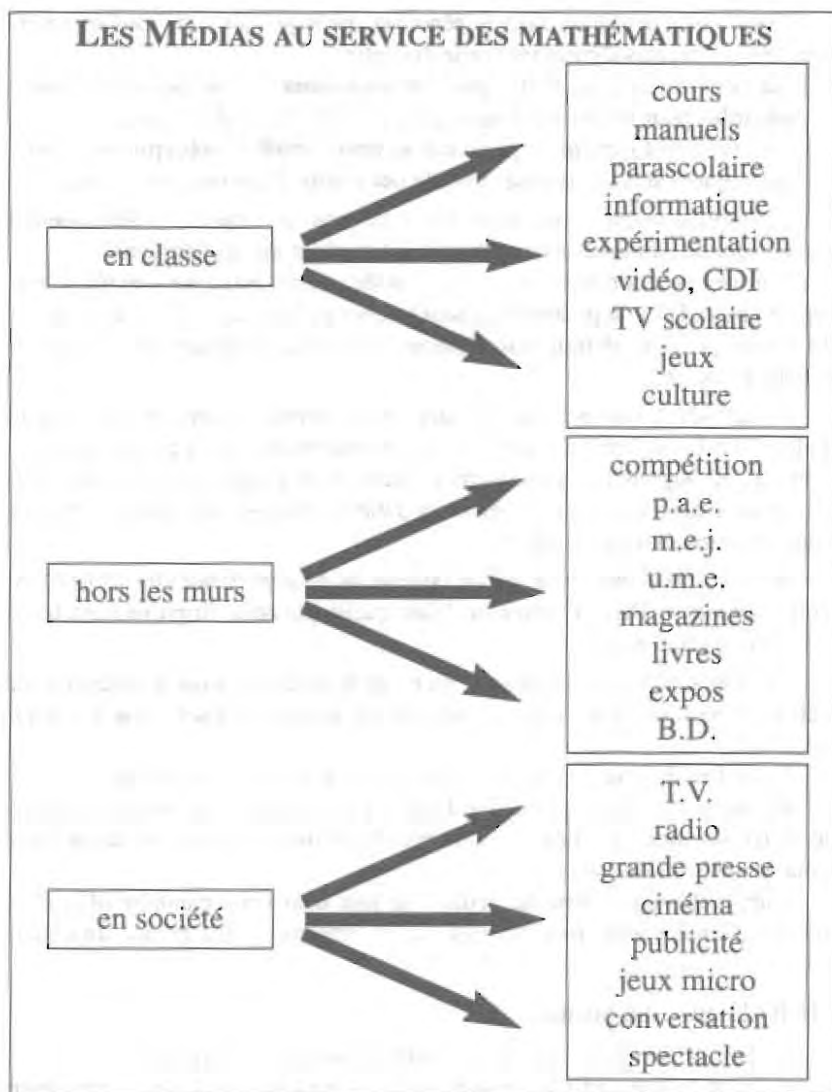 LES MÉDIAS AU SERVICE DES MATHÉMATIQUES
en classe
cours
manuels
parascolaire
informatique
expérimentation
vidéo, CDI
TV scolaire
jeux
culture
hors les murs
compétition
p.a.e.
m.e.j.
u.m.e.
magazines
livres
expos
B.D.
en société
T.V.
radio
grande presse
cinéma
publicité
jeux micro
conversation
spectacle